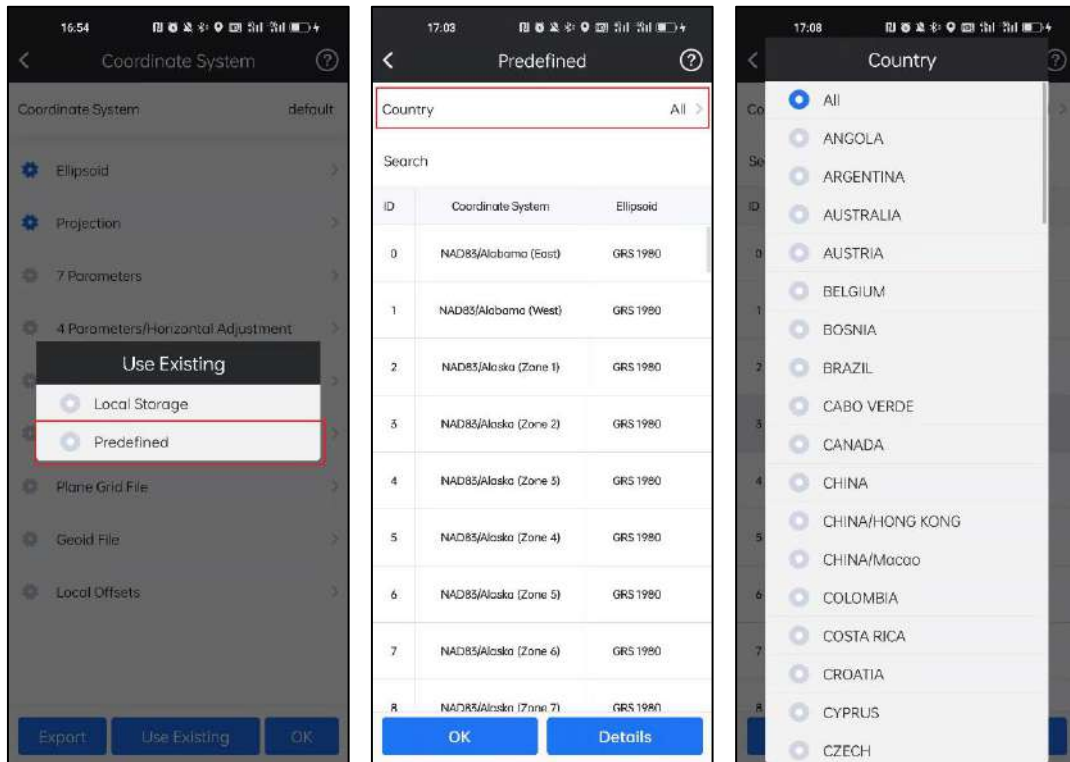 16:54
Coordinate System
Coordinate System default
Ellipsoid
Projection
7 Parameters
4 Parameters/Horizontal Adjustment
Use Existing
Local Storage
Predefined
Plane Grid File
Geoid File
Local Offsets
Export Use Existing OK
17:03
Predefined
Country All
Search
ID Coordinate System Ellipsoid
0 NAD83/Alabama (East) GRS 1980
1 NAD83/Alabama (West) GRS 1980
2 NAD83/Alaska (Zone 1) GRS 1980
3 NAD83/Alaska (Zone 2) GRS 1980
4 NAD83/Alaska (Zone 3) GRS 1980
5 NAD83/Alaska (Zone 4) GRS 1980
6 NAD83/Alaska (Zone 5) GRS 1980
7 NAD83/Alaska (Zone 6) GRS 1980
8 NAD83/Alaska (Zone 7) GRS 1980
OK Details
17:08
Country
All
ANGOLA
ARGENTINA
AUSTRALIA
AUSTRIA
BELGIUM
BOSNIA
BRAZIL
CABO VERDE
CANADA
CHINA
CHINA/HONG KONG
CHINA/Macao
COLOMBIA
COSTA RICA
CROATIA
CYPRUS
CZECH